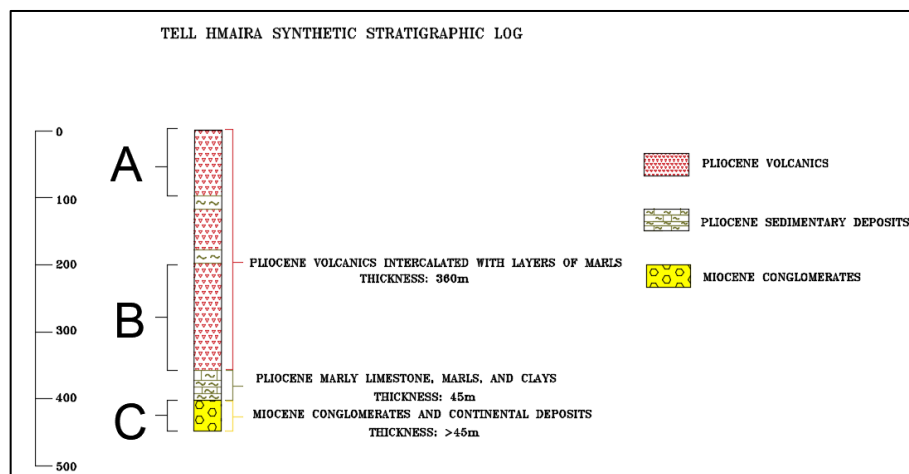 TELL HMAIRA SYNTHETIC STRATIGRAPHIC LOG
0
100
200
300
400
500
A
B
C
PLIOCENE VOLCANICS INTERCALATED WITH LAYERS OF MARLS
THICKNESS: 360m
PLIOCENE MARLY LIMESTONE, MARLS, AND CLAYS
THICKNESS: 45m
MIOCENE CONGLOMERATES AND CONTINENTAL DEPOSITS
THICKNESS: >45m
PLIOCENE VOLCANICS
PLIOCENE SEDIMENTARY DEPOSITS
MIOCENE CONGLOMERATES